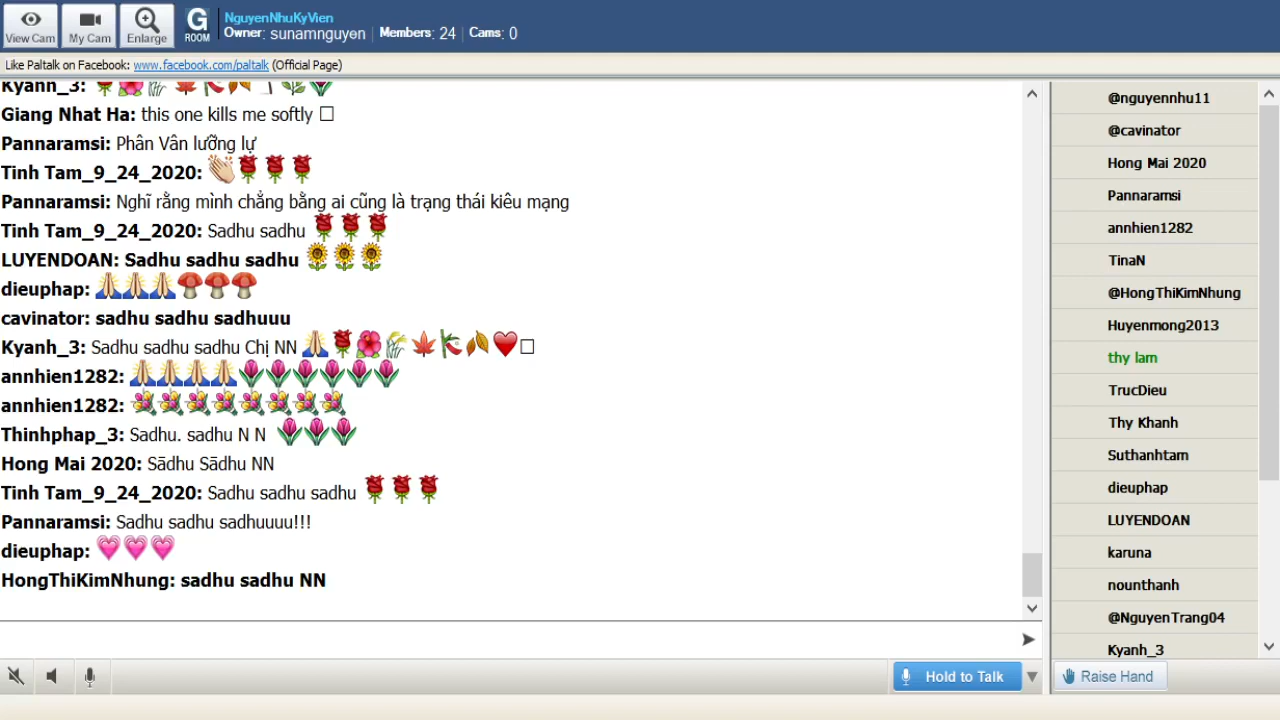 View Cam
My Cam
Enlarge
G
ROOM
NguyenNhuKyVien
Owner: sunamnguyen | Members: 24 | Cams: 0
Like Paltalk on Facebook: www.facebook.com/paltalk (Official Page)
Kyanh_3:
Giang Nhat Ha: this one kills me softly
Pannaramsi: Phân Vân lưỡng lự
Tinh Tam_9_24_2020:
Pannaramsi: Nghĩ rằng mình chẳng bằng ai cũng là trạng thái kiêu mạng
Tinh Tam_9_24_2020: Sadhu sadhu
LUYENDOAN: Sadhu sadhu sadhu
dieuphap:
cavinator: sadhu sadhu sadhuuu
Kyanh_3: Sadhu sadhu sadhu Chị NN
annhien1282:
annhien1282:
Thinhphap_3: Sadhu. sadhu N N
Hong Mai 2020: Sādhu Sādhu NN
Tinh Tam_9_24_2020: Sadhu sadhu sadhu
Pannaramsi: Sadhu sadhu sadhuuuu!!!
dieuphap:
HongThiKimNhung: sadhu sadhu NN
@nguyennhu11
@cavinator
Hong Mai 2020
Pannaramsi
annhien1282
TinaN
@HongThiKimNhung
Huyenmong2013
thy lam
TrucDieu
Thy Khanh
Suthanhtam
dieuphap
LUYENDOAN
karuna
nounthanh
@NguyenTrang04
Kyanh_3
Hold to Talk
Raise Hand